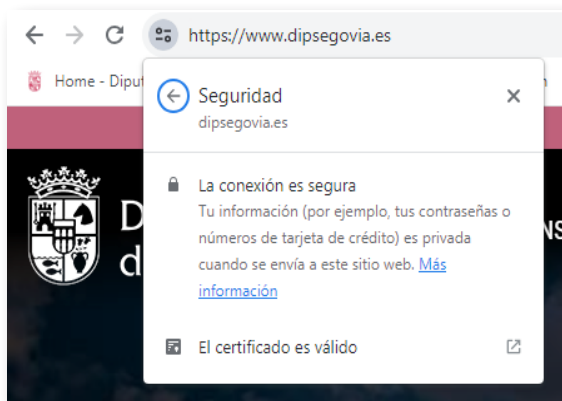 https://www.dipsegovia.es
Home - Diput
Seguridad
dipsegovia.es
La conexión es segura
Tu información (por ejemplo, tus contraseñas o
números de tarjeta de crédito) es privada
cuando se envía a este sitio web. Más
información
El certificado es válido
D
d
NS